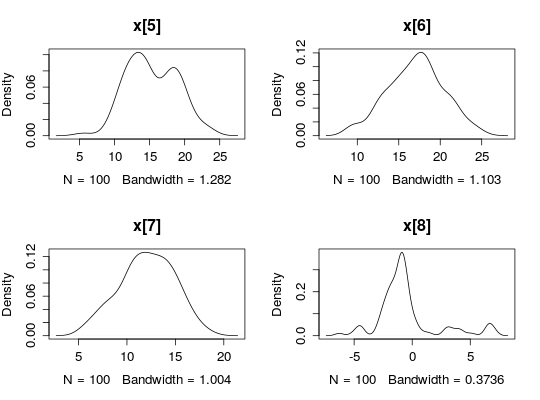 x[5]
x[6]
Density
0.00 0.06
5 10 15 20 25
N = 100 Bandwidth = 1.282
Density
0.00 0.06 0.12
10 15 20 25
N = 100 Bandwidth = 1.103
x[7]
x[8]
Density
0.00 0.06 0.12
5 10 15 20
N = 100 Bandwidth = 1.004
Density
0.0 0.2
-5 0 5
N = 100 Bandwidth = 0.3736